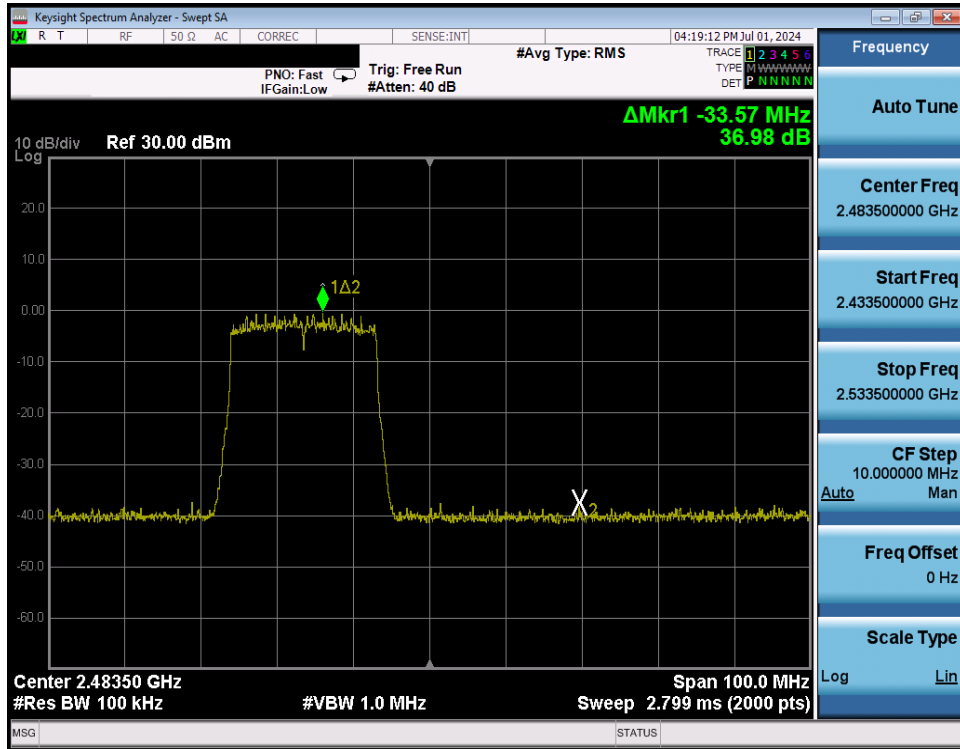 Keysight Spectrum Analyzer - Swept SA
LXI R T RF 50 Ω AC CORREC SENSE:INT 04:19:12 PM Jul 01, 2024
#Avg Type: RMS
TRACE 1 2 3 4 5 6
PNO: Fast Trig: Free Run
TYPE M W W W W W
IFGain:Low #Atten: 40 dB
DET P N N N N N
ΔMkr1 -33.57 MHz
36.98 dB
10 dB/div Ref 30.00 dBm
Log
20.0
10.0
1Δ2
0.00
-10.0
-20.0
-30.0
-40.0
2
-50.0
-60.0
Center 2.48350 GHz Span 100.0 MHz
#Res BW 100 kHz #VBW 1.0 MHz Sweep 2.799 ms (2000 pts)
MSG STATUS
Frequency
Auto Tune
Center Freq
2.483500000 GHz
Start Freq
2.433500000 GHz
Stop Freq
2.533500000 GHz
CF Step
10.000000 MHz
Auto Man
Freq Offset
0 Hz
Scale Type
Log Lin